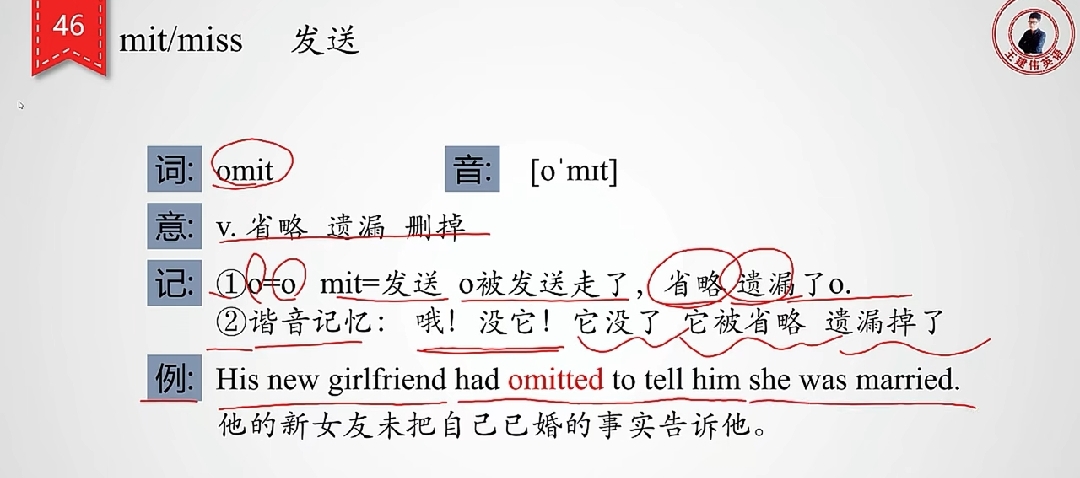 46
mit/miss 发送
王建伟英语
词: omit 音: [oˈmɪt]
意: v. 省略 遗漏 删掉
记: ①o=o mit=发送 o被发送走了, 省略 遗漏了o.
②谐音记忆： 哦！没它！它没了 它被省略 遗漏掉了
例: His new girlfriend had omitted to tell him she was married.
他的新女友未把自己已婚的事实告诉他。